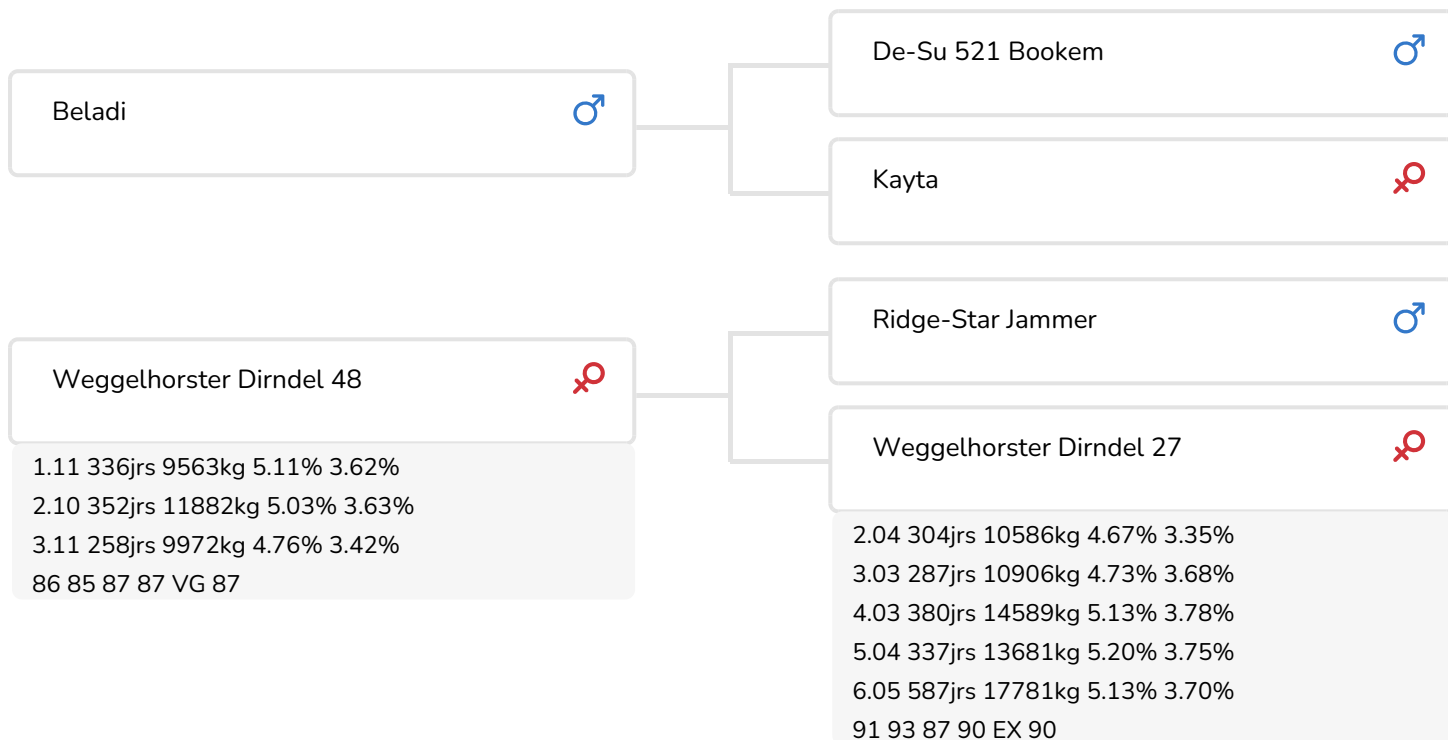 De-Su 521 Bookem
Beladi
Kayta
Ridge-Star Jammer
Weggelhorster Dirndel 48
1.11 336jrs 9563kg 5.11% 3.62%
2.10 352jrs 11882kg 5.03% 3.63%
3.11 258jrs 9972kg 4.76% 3.42%
86 85 87 87 VG 87
Weggelhorster Dirndel 27
2.04 304jrs 10586kg 4.67% 3.35%
3.03 287jrs 10906kg 4.73% 3.68%
4.03 380jrs 14589kg 5.13% 3.78%
5.04 337jrs 13681kg 5.20% 3.75%
6.05 587jrs 17781kg 5.13% 3.70%
91 93 87 90 EX 90